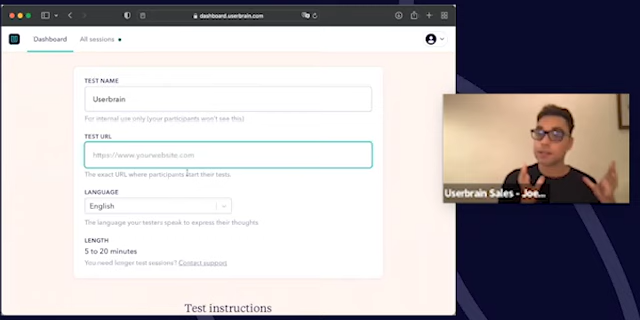 dashboard.userbrain.com
Dashboard
All sessions
TEST NAME
Userbrain
For internal use only (your participants won't see this)
TEST URL
https://www.yourwebsite.com
The exact URL where participants start their tests.
LANGUAGE
English
The language your testers speak to express their thoughts
LENGTH
5 to 20 minutes
You need longer test sessions? Contact support
Test instructions
Userbrain Sales - Joe...